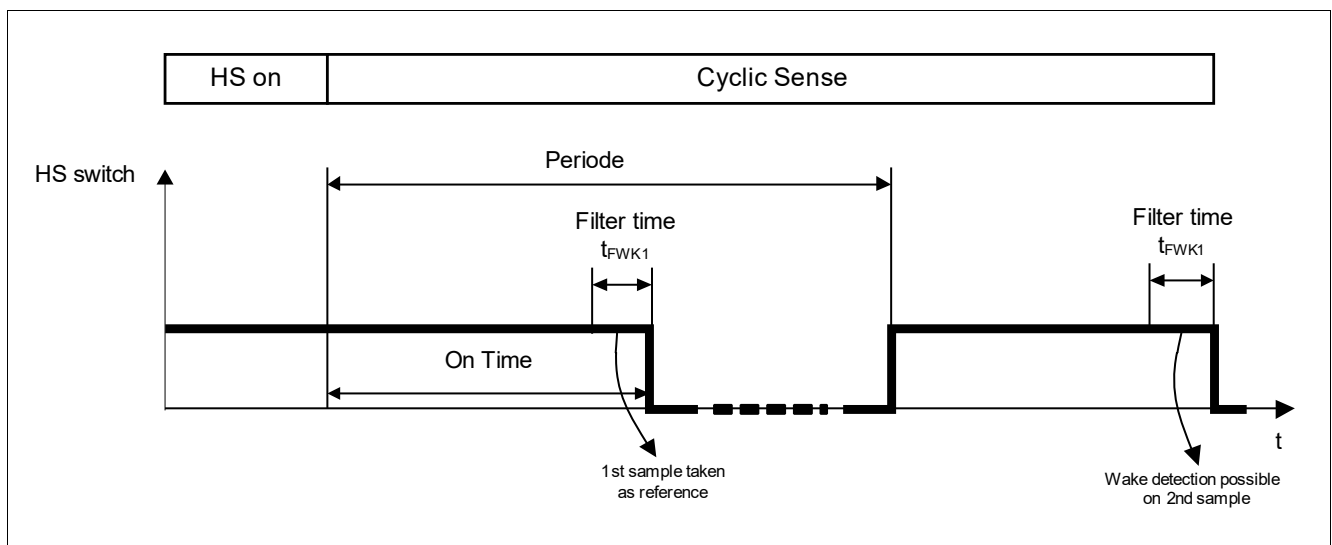 HS on
Cyclic Sense
HS switch
Periode
Filter time
tFWK1
Filter time
tFWK1
On Time
t
1st sample taken
as reference
Wake detection possible
on 2nd sample